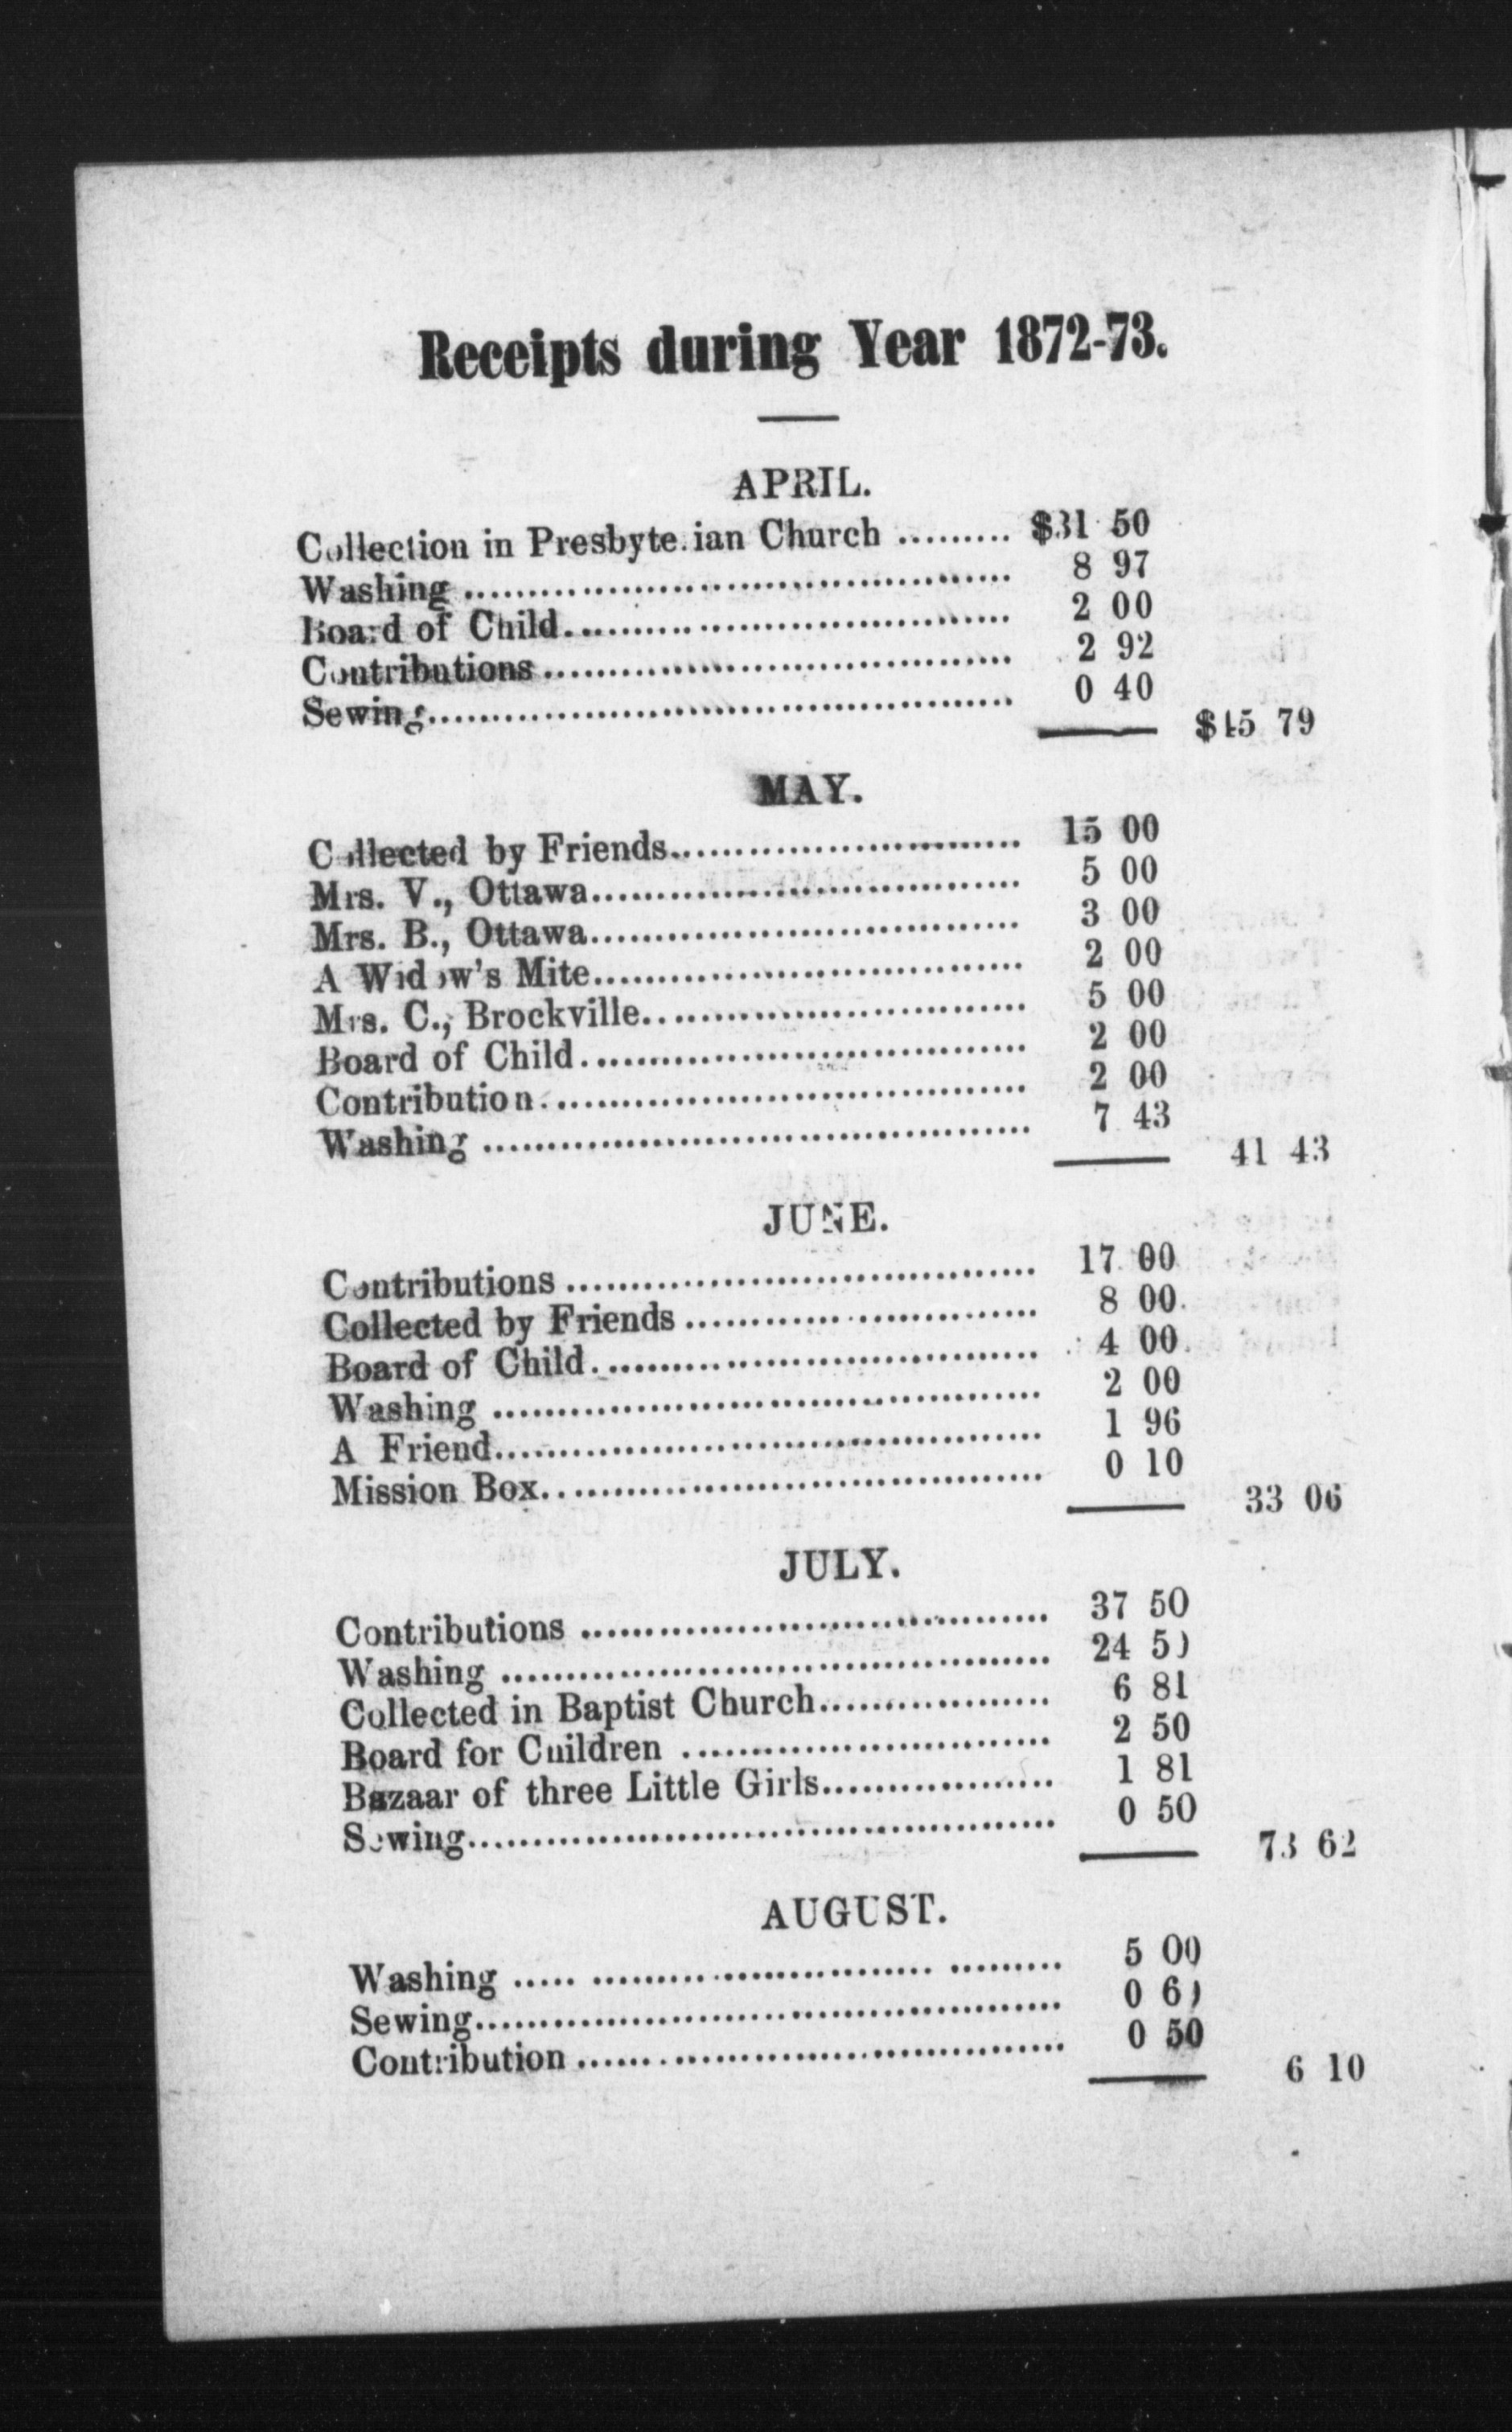 Receipts during Year 1872-73.
APRIL.
Collection in Presbyterian Church ......... $31 50
Washing ............................................ 8 97
Board of Child................................... 2 00
Contributions..................................... 2 92
Sewing.............................................. 0 40
$45 79
MAY.
Collected by Friends........................... 15 00
Mrs. V., Ottawa................................. 5 00
Mrs. B., Ottawa................................. 3 00
A Widow's Mite................................. 2 00
Mrs. C., Brockville.............................. 5 00
Board of Child................................... 2 00
Contribution...................................... 2 00
Washing ........................................... 7 43
41 43
JUNE.
Contributions ..................................... 17 00
Collected by Friends ........................... 8 00
Board of Child................................... 4 00
Washing ........................................... 2 00
A Friend........................................... 1 96
Mission Box....................................... 0 10
33 06
JULY.
Contributions ..................................... 37 50
Washing ........................................... 24 50
Collected in Baptist Church.................. 6 81
Board for Children ............................. 2 50
Bazaar of three Little Girls.................. 1 81
Sewing.............................................. 0 50
73 62
AUGUST.
Washing ..... ........................... ......... 5 00
Sewing.............................................. 0 60
Contribution ...................................... 0 50
6 10